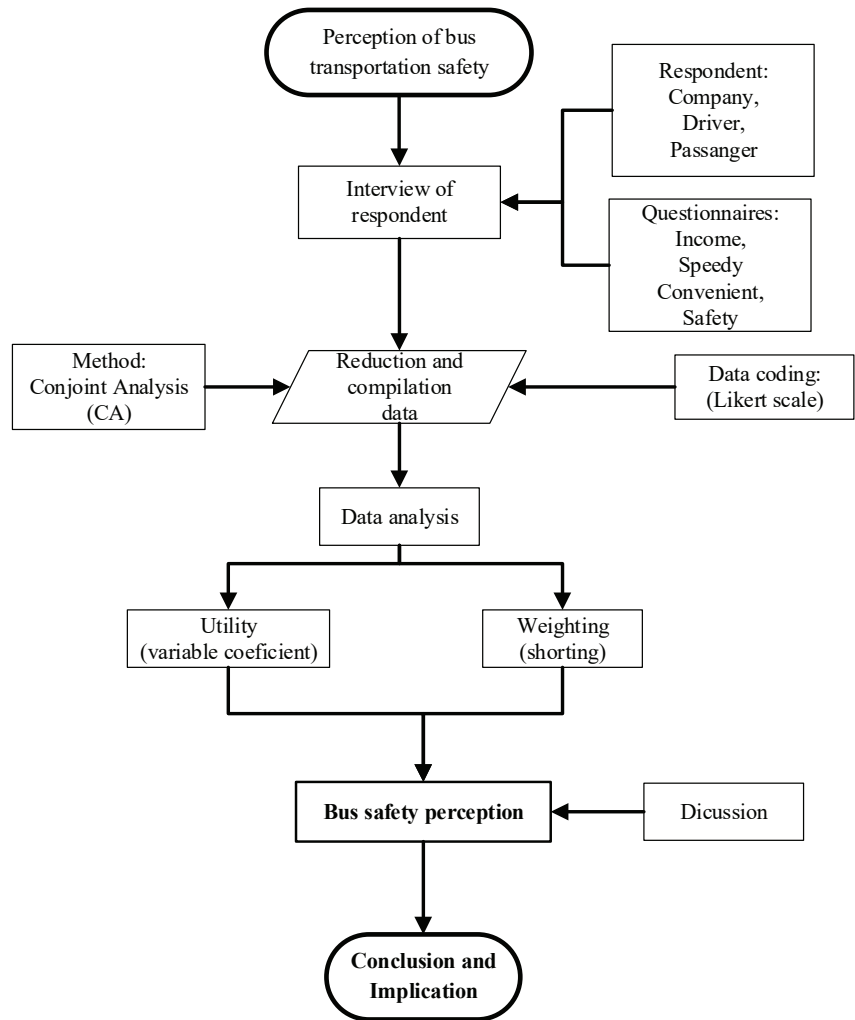 Perception of bus
transportation safety
Respondent:
Company,
Driver,
Passanger
Interview of
respondent
Questionnaires:
Income,
Speedy
Convenient,
Safety
Method:
Conjoint Analysis
(CA)
Reduction and
compilation
data
Data coding:
(Likert scale)
Data analysis
Utility
(variable coeficient)
Weighting
(shorting)
Bus safety perception
Dicussion
Conclusion and
Implication